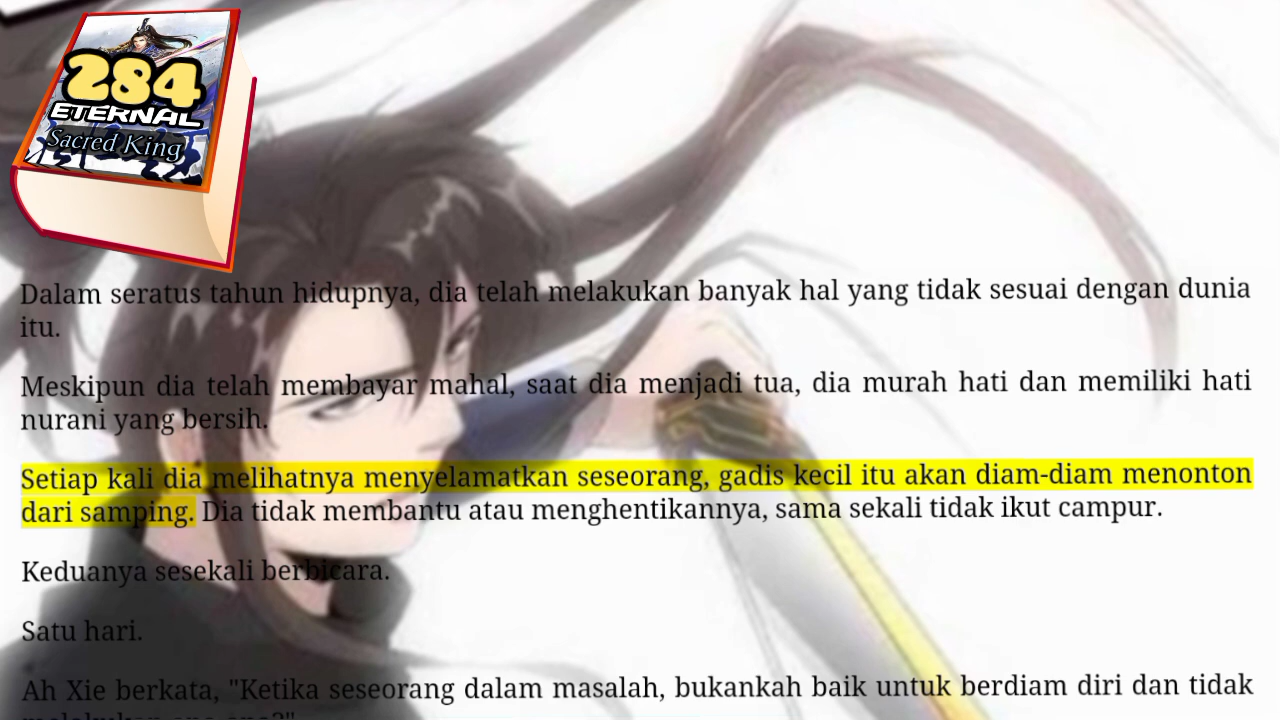 284
ETERNAL
Sacred King
Dalam seratus tahun hidupnya, dia telah melakukan banyak hal yang tidak sesuai dengan dunia
itu.
Meskipun dia telah membayar mahal, saat dia menjadi tua, dia murah hati dan memiliki hati
nurani yang bersih.
Setiap kali dia melihatnya menyelamatkan seseorang, gadis kecil itu akan diam-diam menonton
dari samping. Dia tidak membantu atau menghentikannya, sama sekali tidak ikut campur.
Keduanya sesekali berbicara.
Satu hari.
Ah Xie berkata, "Ketika seseorang dalam masalah, bukankah baik untuk berdiam diri dan tidak